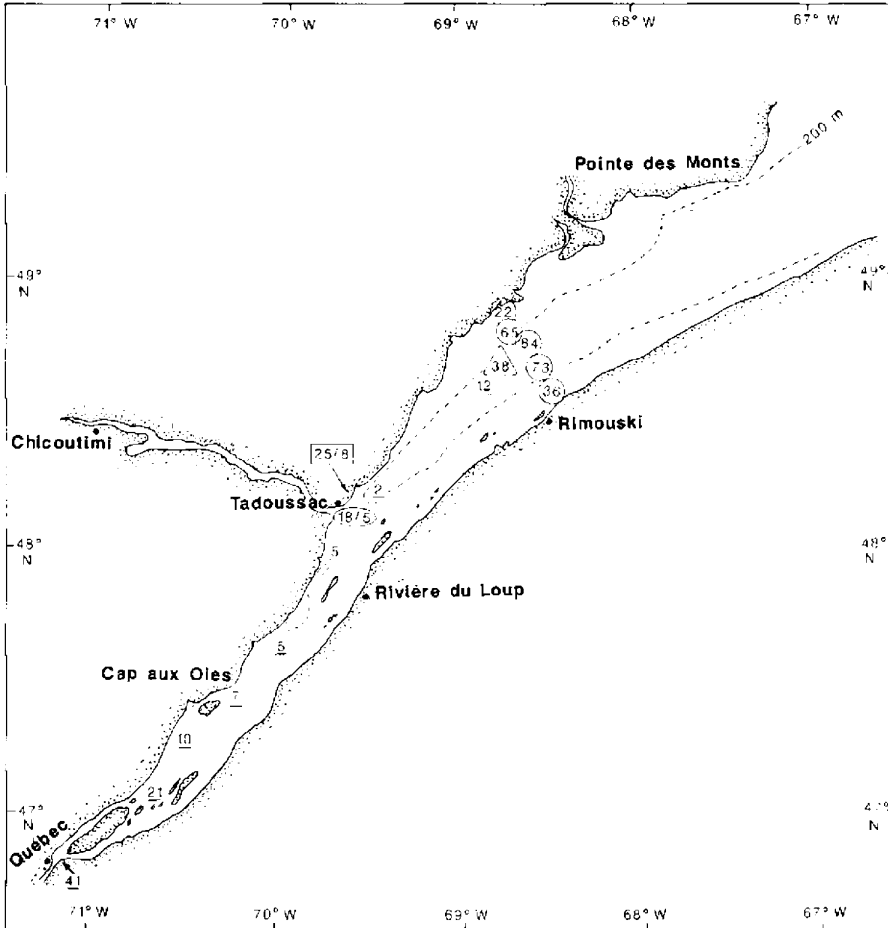 71° W 70° W 69° W 68° W 67° W
200 m
Pointe des Monts
49° N
49° N
22
65
84
38
73
12
36
Rimouski
Chicoutimi
25/8
2
Tadoussac
18/5
5
48° N
48° N
Rivière du Loup
5
Cap aux Oies
7
10
21
47° N
N
Québec
41
71° W 70° W 69° W 68° W 67° W